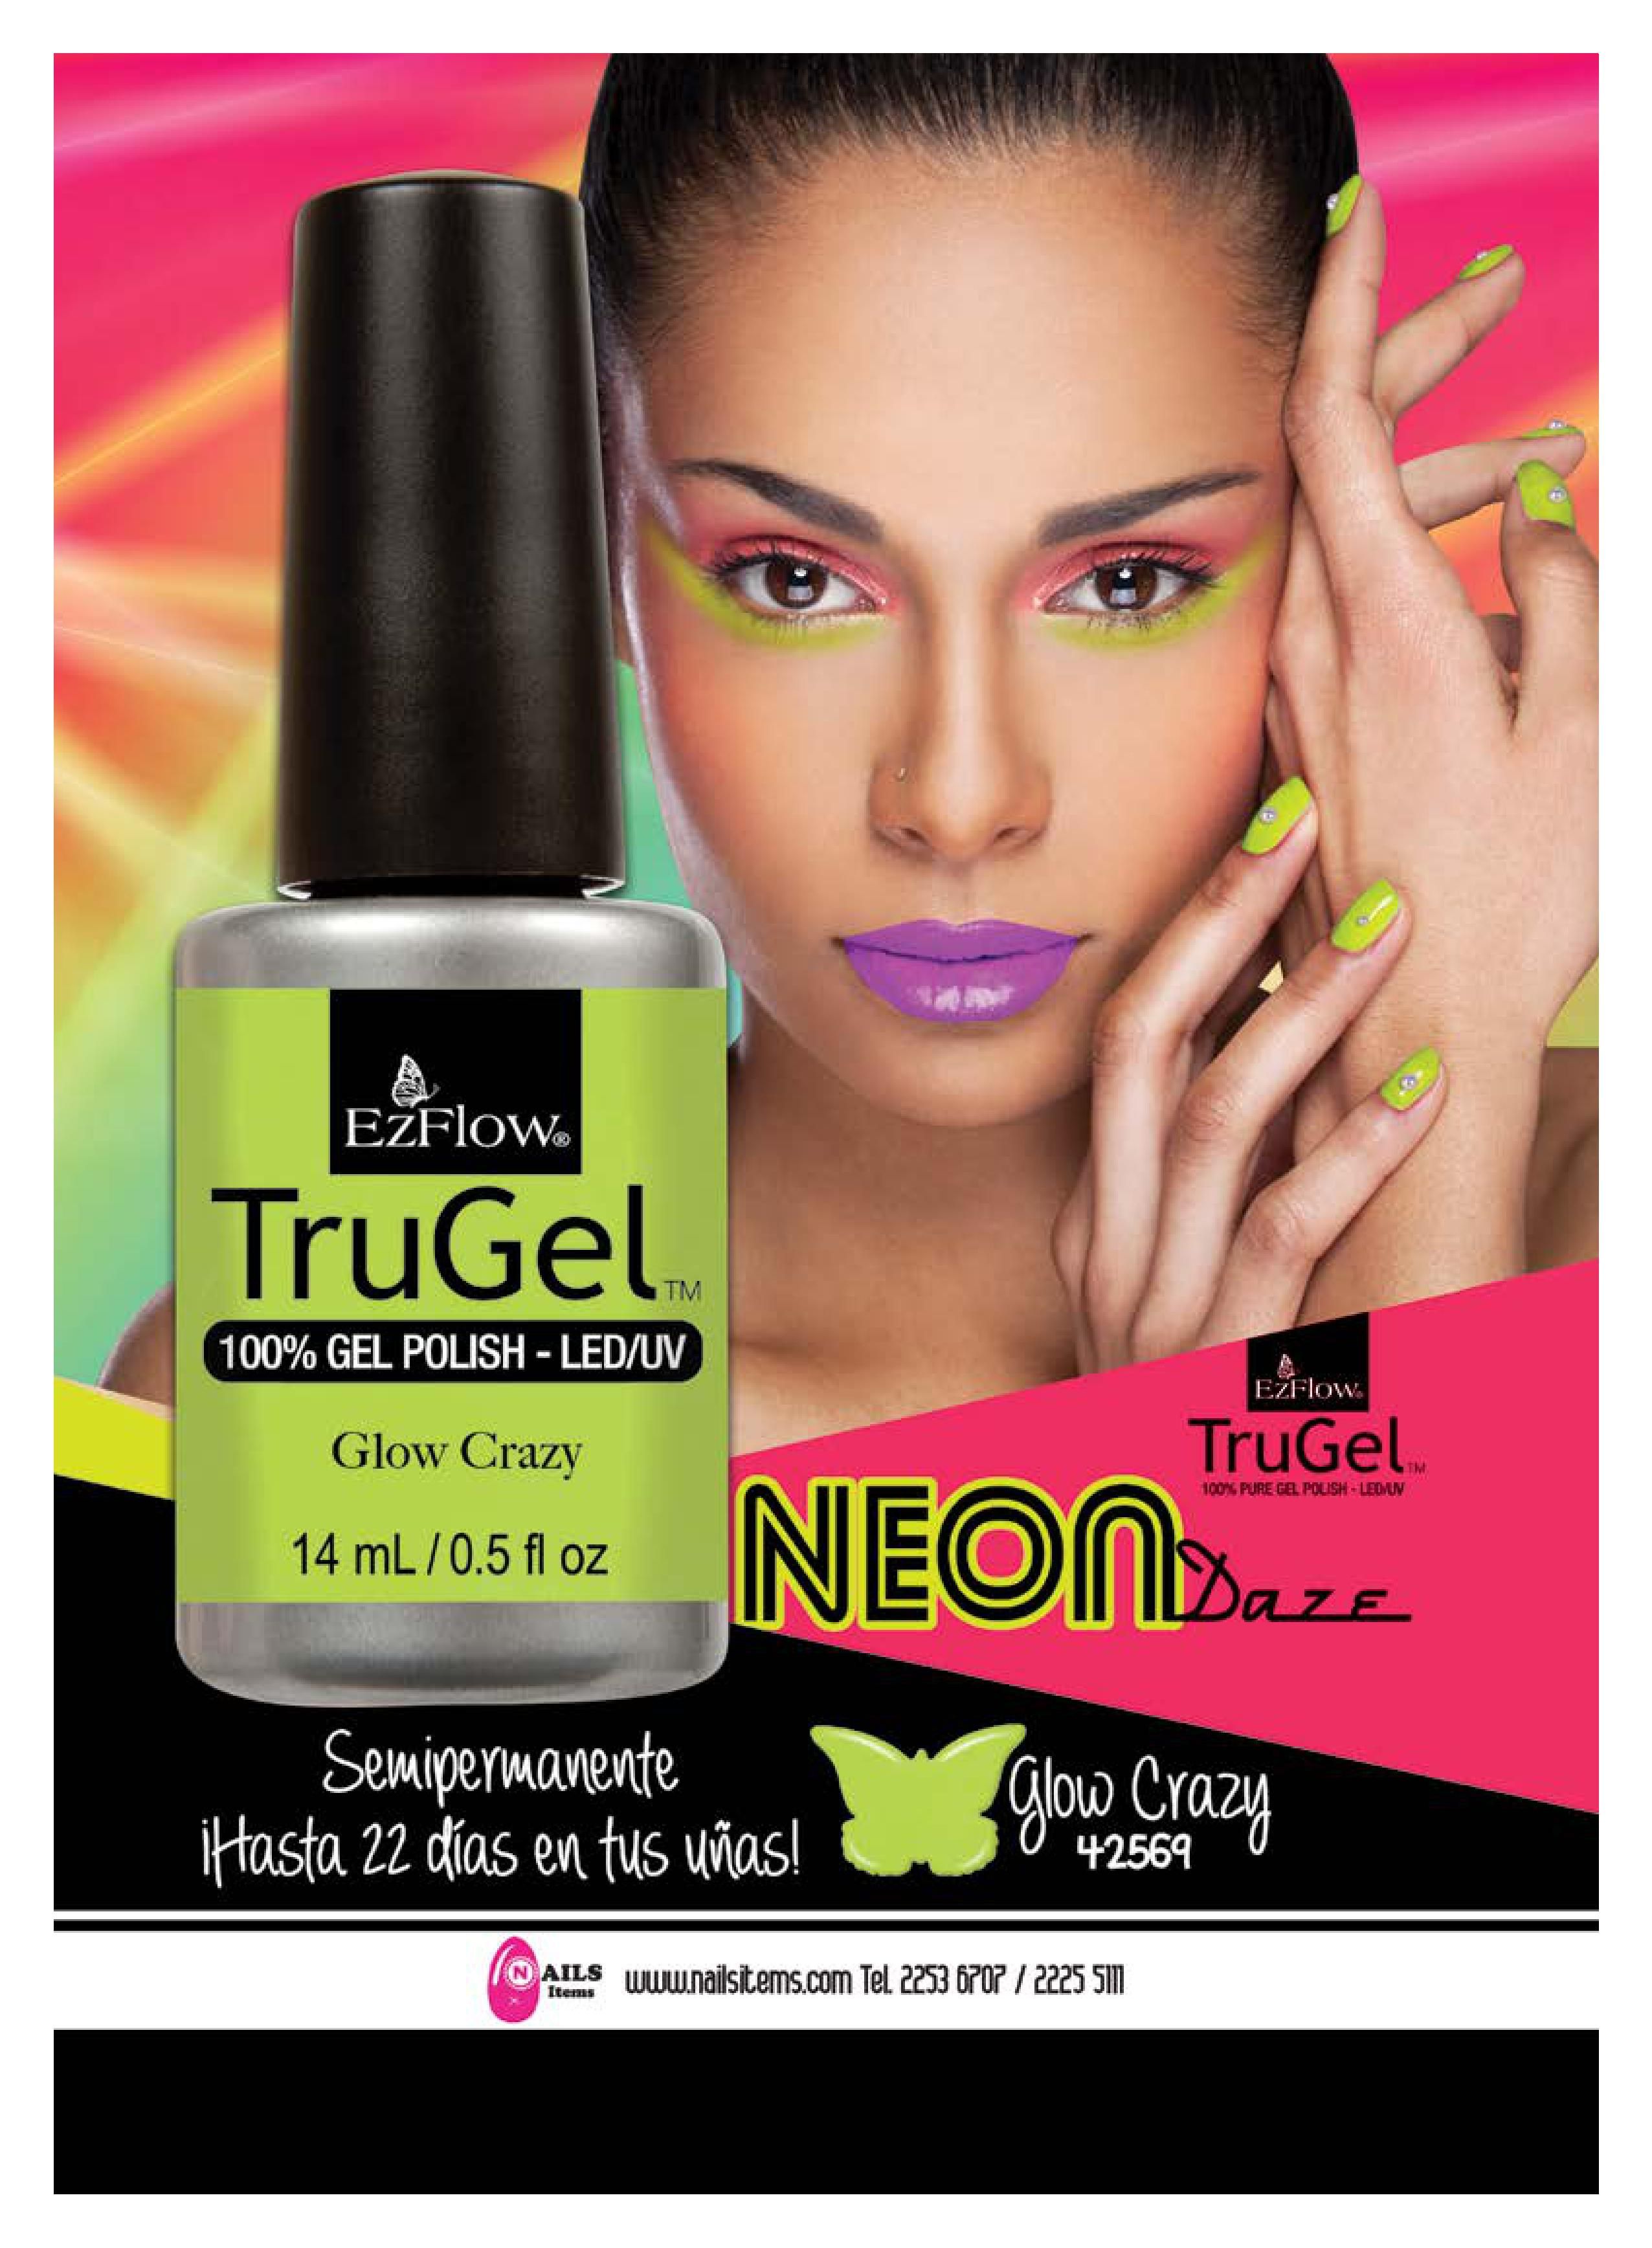 EzFlow®
TruGel™
100% GEL POLISH - LED/UV
Glow Crazy
14 mL / 0.5 fl oz
EzFlow®
TruGel™
100% PURE GEL POLISH - LED/UV
NEON Daze
Semipermanente
¡Hasta 22 días en tus uñas!
Glow Crazy
42569
NAILS
Items
www.nailsitems.com Tel. 2253 6707 / 2225 5111